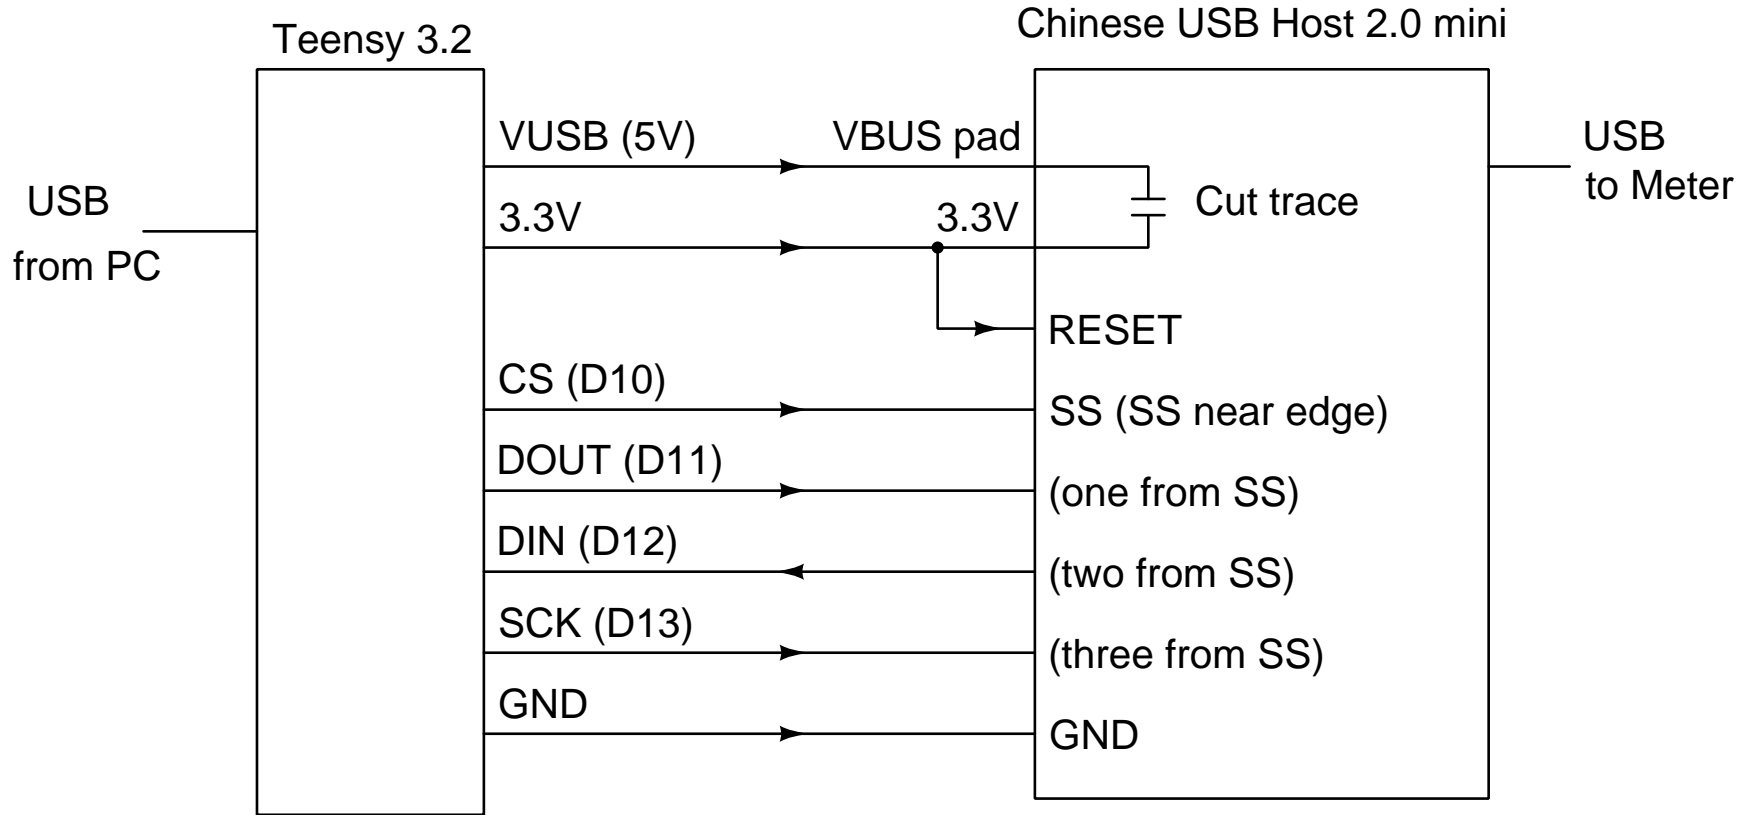 Chinese USB Host 2.0 mini
Teensy 3.2
VUSB (5V)
VBUS pad
USB
to Meter
USB
from PC
3.3V
3.3V
Cut trace
RESET
CS (D10)
SS (SS near edge)
DOUT (D11)
(one from SS)
DIN (D12)
(two from SS)
SCK (D13)
(three from SS)
GND
GND